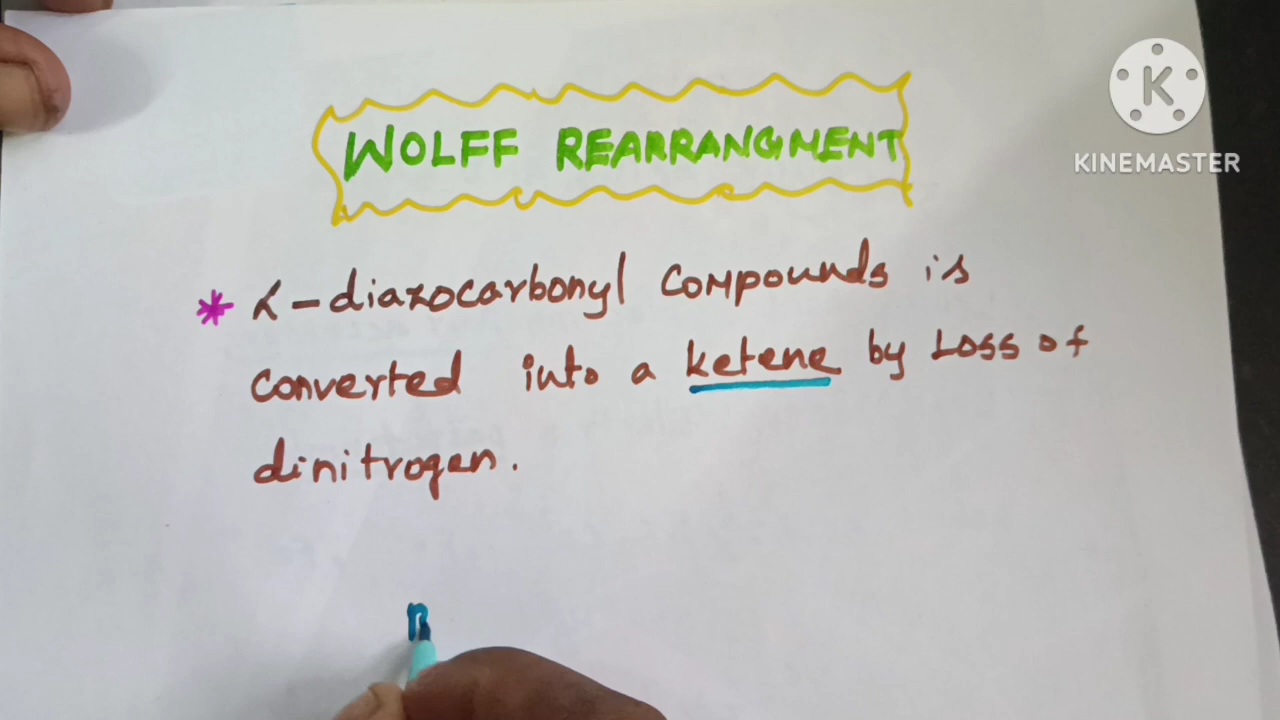 WOLFF REARRANGMENT
KINEMASTER
* α-diazocarbonyl compounds is
converted into a ketene by Loss of
dinitrogen.